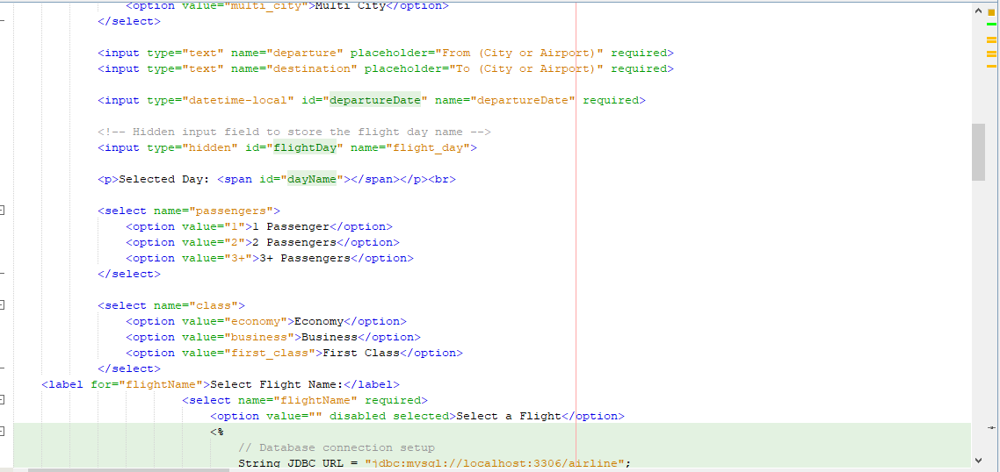 <option value="multi_city">Multi City</option>
</select>
<input type="text" name="departure" placeholder="From (City or Airport)" required>
<input type="text" name="destination" placeholder="To (City or Airport)" required>
<input type="datetime-local" id="departureDate" name="departureDate" required>
<!-- Hidden input field to store the flight day name -->
<input type="hidden" id="flightDay" name="flight_day">
<p>Selected Day: <span id="dayName"></span></p><br>
<select name="passengers">
<option value="1">1 Passenger</option>
<option value="2">2 Passengers</option>
<option value="3+">3+ Passengers</option>
</select>
<select name="class">
<option value="economy">Economy</option>
<option value="business">Business</option>
<option value="first_class">First Class</option>
</select>
<label for="flightName">Select Flight Name:</label>
<select name="flightName" required>
<option value="" disabled selected>Select a Flight</option>
<%
// Database connection setup
String JDBC_URL = "jdbc:mysql://localhost:3306/airline";